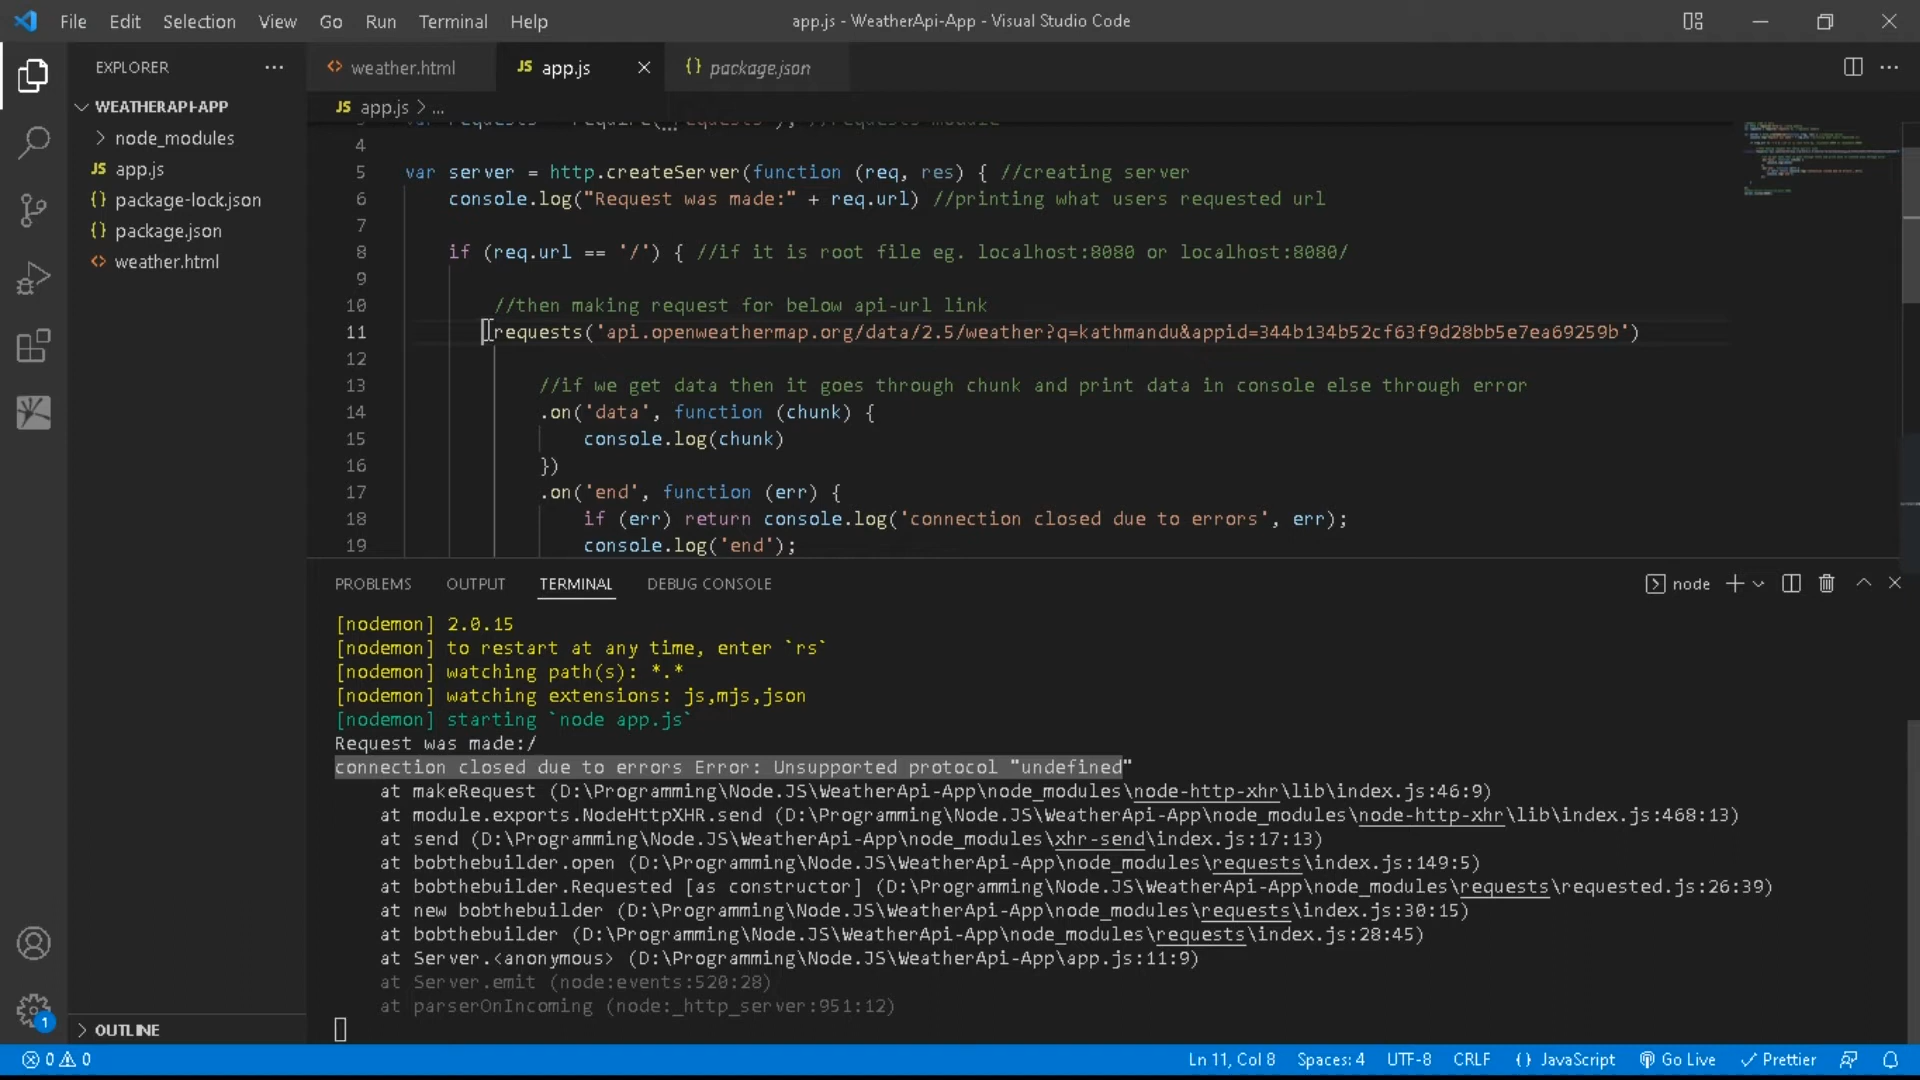 File Edit Selection View Go Run Terminal Help
app.js - WeatherApi-App - Visual Studio Code
EXPLORER
WEATHERAPI-APP
node_modules
JS app.js
{} package-lock.json
{} package.json
<> weather.html
<> weather.html
JS app.js
{} package.json
JS app.js > ...
4
5 var server = http.createServer(function (req, res) { //creating server
6 console.log("Request was made:" + req.url) //printing what users requested url
7
8 if (req.url == '/') { //if it is root file eg. localhost:8080 or localhost:8080/
9
10 //then making request for below api-url link
11 requests('api.openweathermap.org/data/2.5/weather?q=kathmandu&appid=344b134b52cf63f9d28bb5e7ea69259b')
12
13 //if we get data then it goes through chunk and print data in console else through error
14 .on('data', function (chunk) {
15 console.log(chunk)
16 })
17 .on('end', function (err) {
18 if (err) return console.log('connection closed due to errors', err);
19 console.log('end');
PROBLEMS OUTPUT TERMINAL DEBUG CONSOLE
node
[nodemon] 2.0.15
[nodemon] to restart at any time, enter `rs`
[nodemon] watching path(s): *.*
[nodemon] watching extensions: js,mjs,json
[nodemon] starting `node app.js`
Request was made:/
connection closed due to errors Error: Unsupported protocol "undefined"
at makeRequest (D:\Programming\Node.JS\WeatherApi-App\node_modules\node-http-xhr\lib\index.js:46:9)
at module.exports.NodeHttpXHR.send (D:\Programming\Node.JS\WeatherApi-App\node_modules\node-http-xhr\lib\index.js:468:13)
at send (D:\Programming\Node.JS\WeatherApi-App\node_modules\xhr-send\index.js:17:13)
at bobthebuilder.open (D:\Programming\Node.JS\WeatherApi-App\node_modules\requests\index.js:149:5)
at bobthebuilder.Requested [as constructor] (D:\Programming\Node.JS\WeatherApi-App\node_modules\requests\requested.js:26:39)
at new bobthebuilder (D:\Programming\Node.JS\WeatherApi-App\node_modules\requests\index.js:30:15)
at bobthebuilder (D:\Programming\Node.JS\WeatherApi-App\node_modules\requests\index.js:28:45)
at Server.<anonymous> (D:\Programming\Node.JS\WeatherApi-App\app.js:11:9)
at Server.emit (node:events:520:28)
at parserOnIncoming (node:_http_server:951:12)
1
OUTLINE
0 0
Ln 11, Col 8 Spaces: 4 UTF-8 CRLF {} JavaScript Go Live Prettier